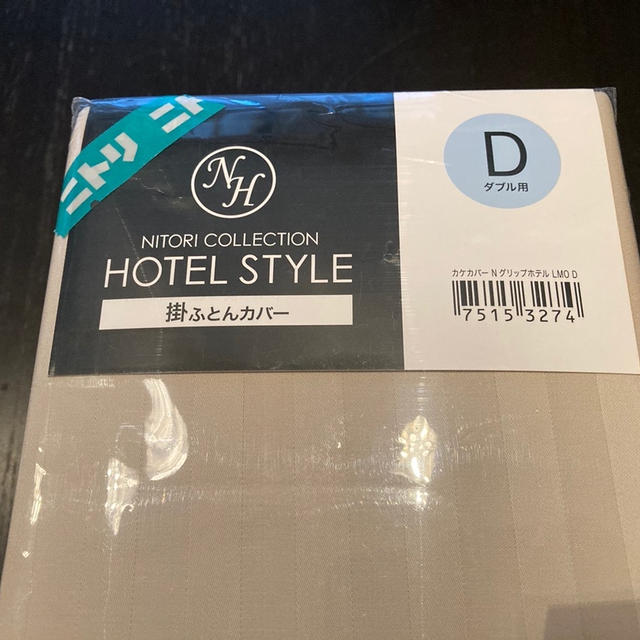 ニトリ ニト
NH
NITORI COLLECTION
HOTEL STYLE
掛ふとんカバー
D
ダブル用
カケカバー Nグリップホテル LMO D
7515 3274